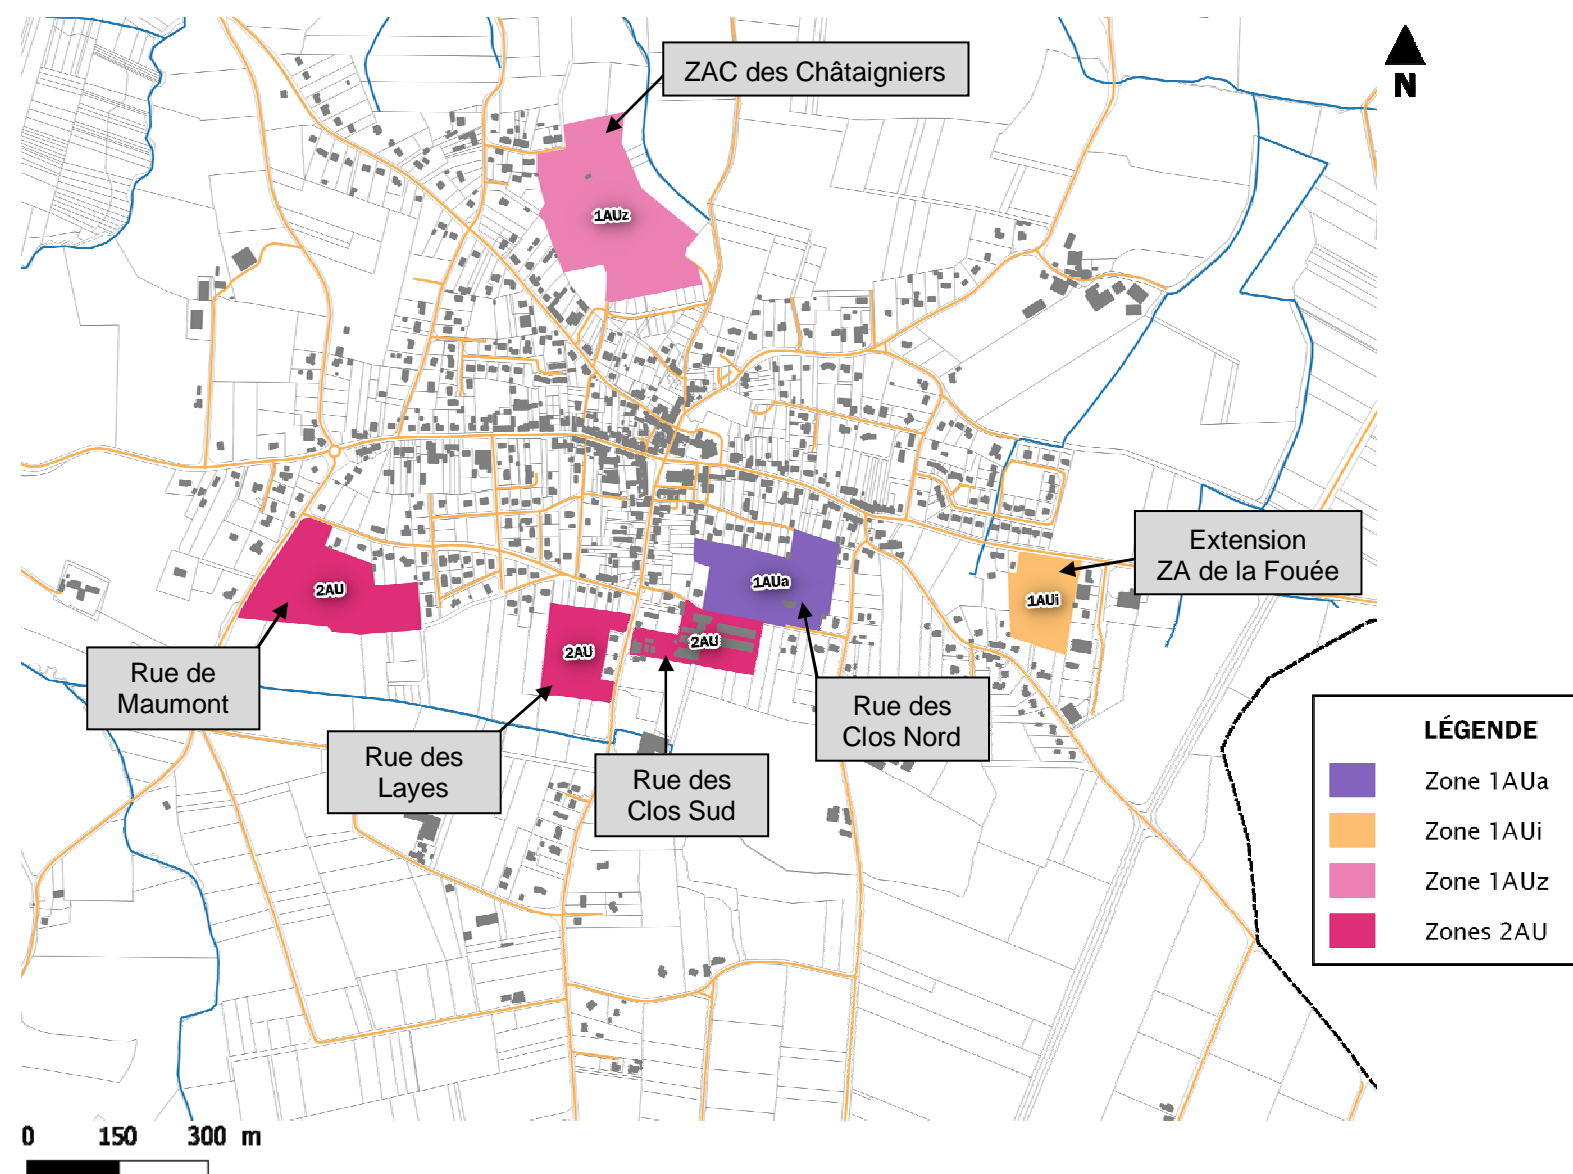 ZAC des Châtaigniers
N
1AUz
Extension
ZA de la Fouée
1AUa
2AU
1AUi
2AU
2AU
Rue de
Maumont
Rue des
Clos Nord
Rue des
Layes
Rue des
Clos Sud
LÉGENDE
Zone 1AUa
Zone 1AUi
Zone 1AUz
Zones 2AU
0 150 300 m